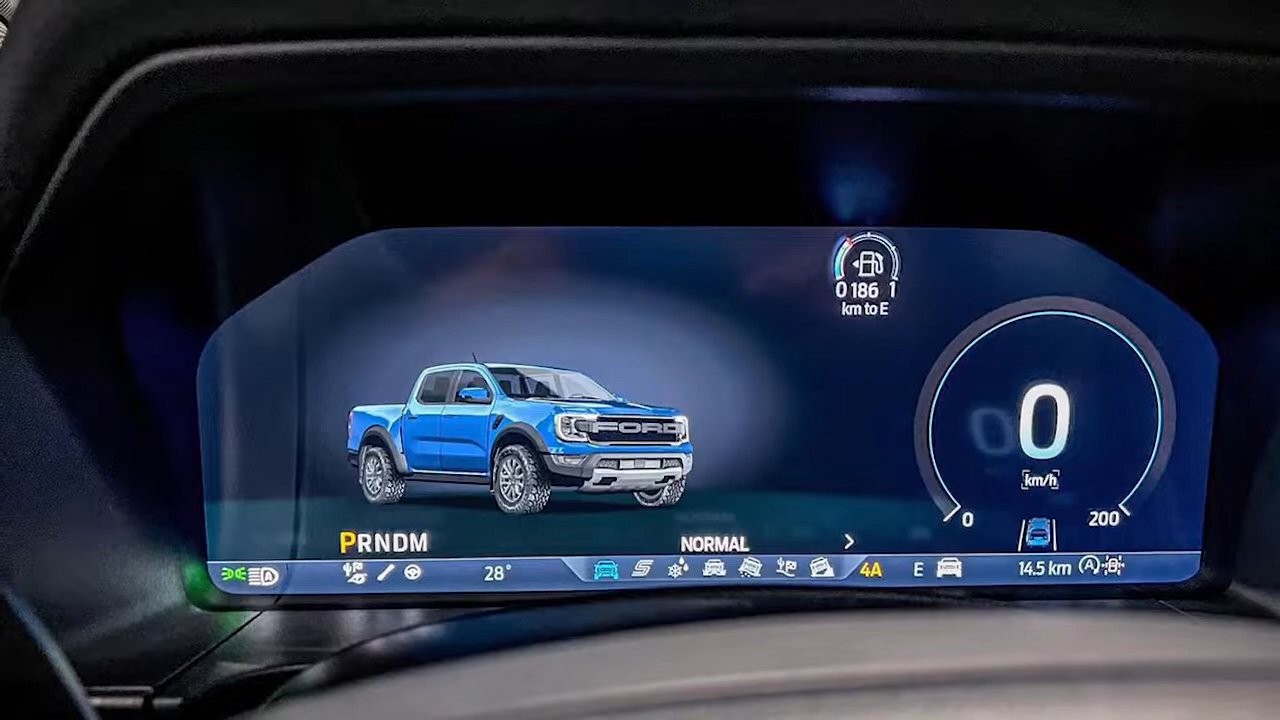 0 186 1
km to E
FORD
0
km/h
0 200
PRNDM
NORMAL
A
28°
4A
E
14.5 km
A